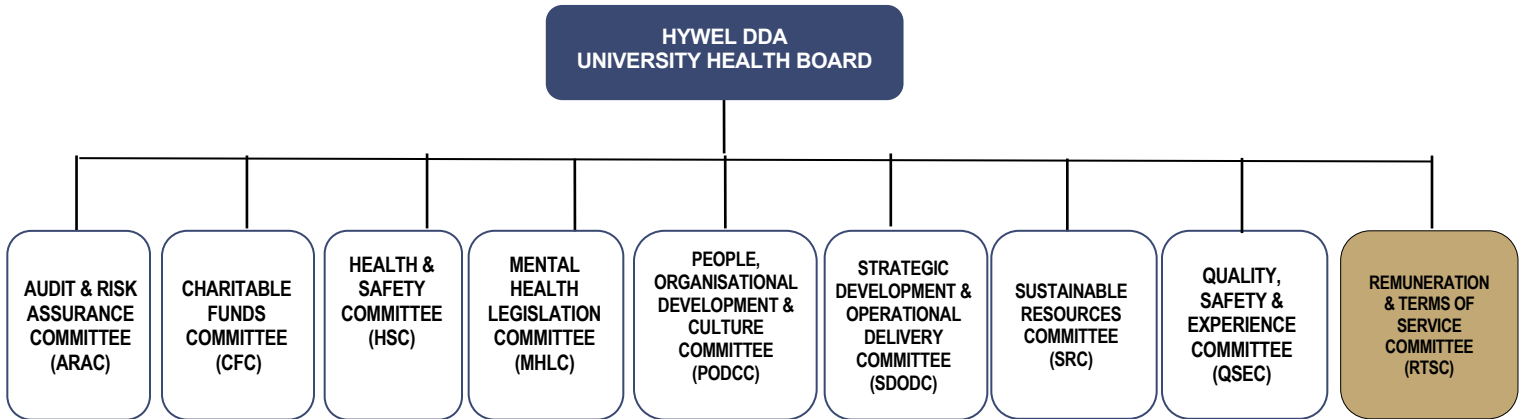 HYWEL DDA
UNIVERSITY HEALTH BOARD
AUDIT & RISK
ASSURANCE
COMMITTEE
(ARAC)
CHARITABLE
FUNDS
COMMITTEE
(CFC)
HEALTH &
SAFETY
COMMITTEE
(HSC)
MENTAL
HEALTH
LEGISLATION
COMMITTEE
(MHLC)
PEOPLE,
ORGANISATIONAL
DEVELOPMENT &
CULTURE
COMMITTEE
(PODCC)
STRATEGIC
DEVELOPMENT &
OPERATIONAL
DELIVERY
COMMITTEE
(SDODC)
SUSTAINABLE
RESOURCES
COMMITTEE
(SRC)
QUALITY,
SAFETY &
EXPERIENCE
COMMITTEE
(QSEC)
REMUNERATION
& TERMS OF
SERVICE
COMMITTEE
(RTSC)